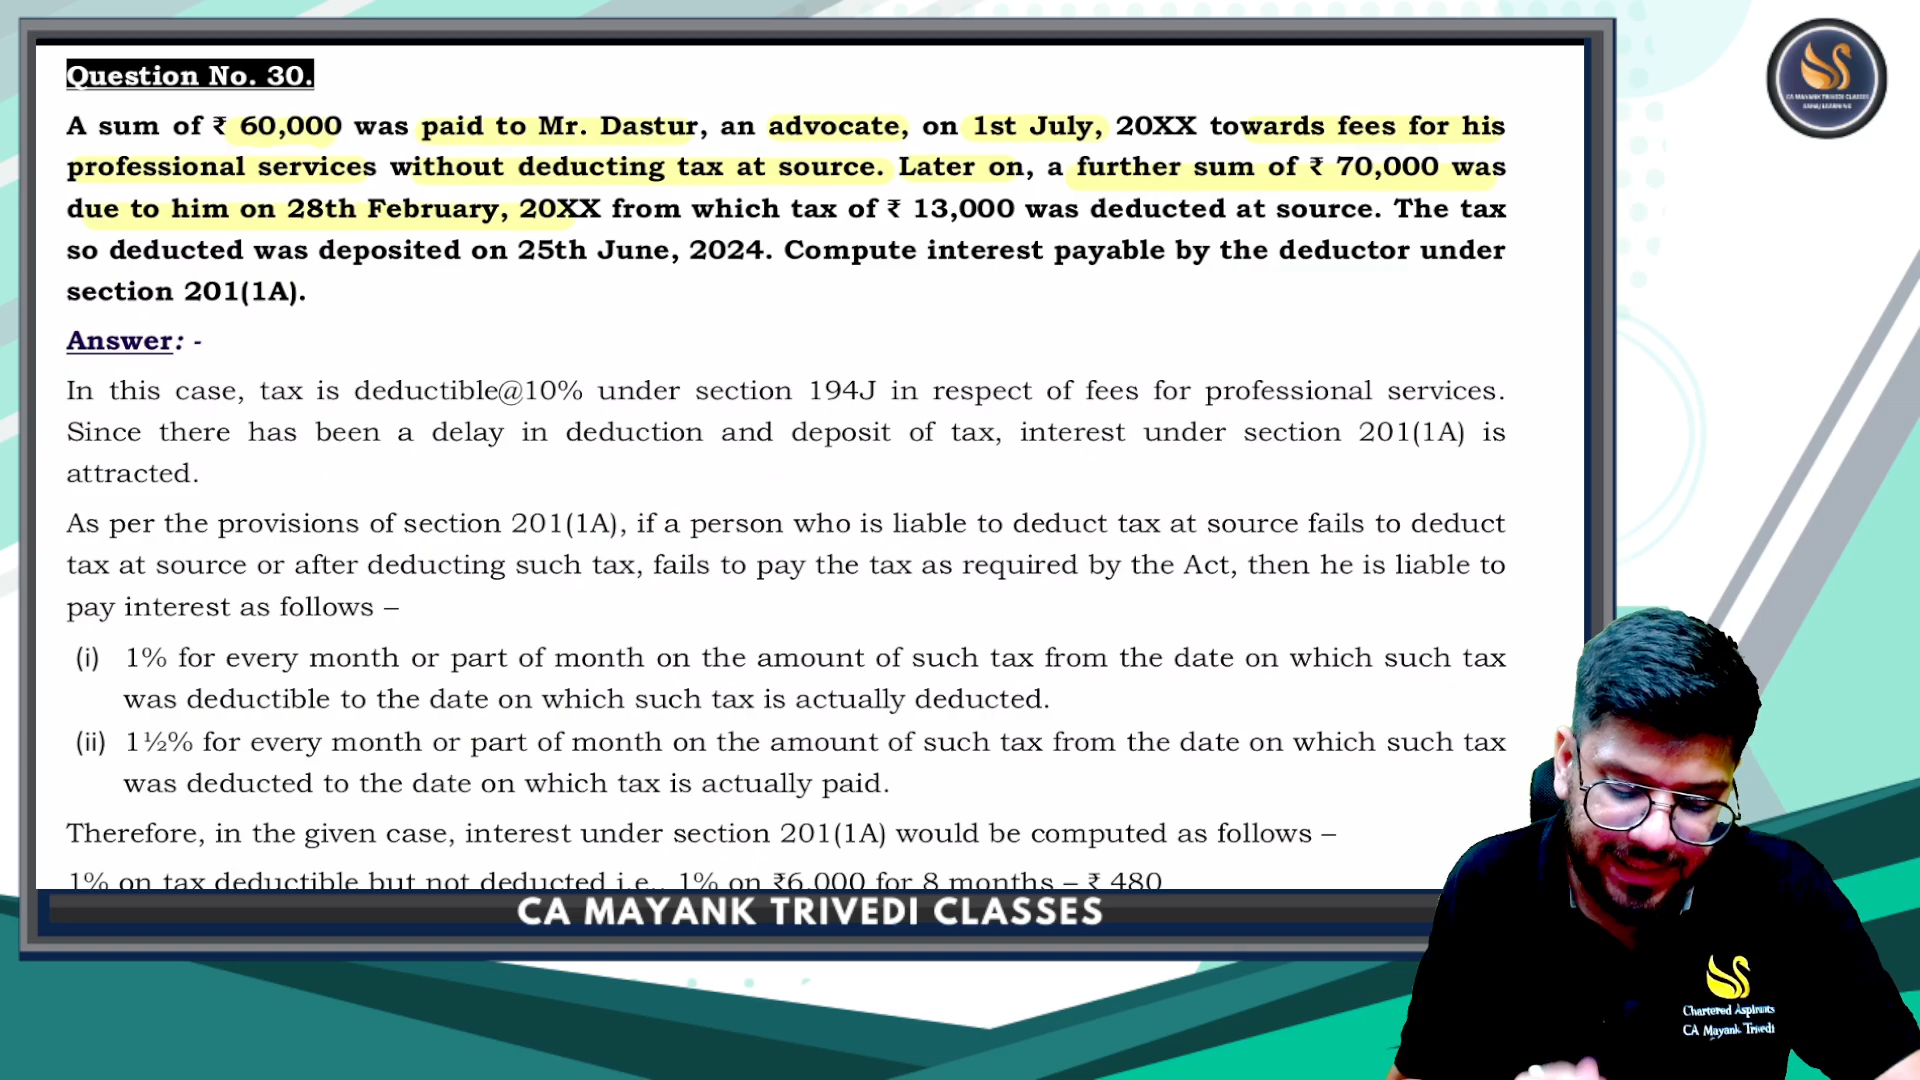 Question No. 30.
A sum of ₹ 60,000 was paid to Mr. Dastur, an advocate, on 1st July, 20XX towards fees for his
professional services without deducting tax at source. Later on, a further sum of ₹ 70,000 was
due to him on 28th February, 20XX from which tax of ₹ 13,000 was deducted at source. The tax
so deducted was deposited on 25th June, 2024. Compute interest payable by the deductor under
section 201(1A).
Answer: -
In this case, tax is deductible@10% under section 194J in respect of fees for professional services.
Since there has been a delay in deduction and deposit of tax, interest under section 201(1A) is
attracted.
As per the provisions of section 201(1A), if a person who is liable to deduct tax at source fails to deduct
tax at source or after deducting such tax, fails to pay the tax as required by the Act, then he is liable to
pay interest as follows –
(i) 1% for every month or part of month on the amount of such tax from the date on which such tax
was deductible to the date on which such tax is actually deducted.
(ii) 1½% for every month or part of month on the amount of such tax from the date on which such tax
was deducted to the date on which tax is actually paid.
Therefore, in the given case, interest under section 201(1A) would be computed as follows –
1% on tax deductible but not deducted i.e., 1% on ₹6,000 for 8 months – ₹ 480
CA MAYANK TRIVEDI CLASSES
CA MAYANK TRIVEDI CLASSES
Chartered Aspirants
CA Mayank Trivedi